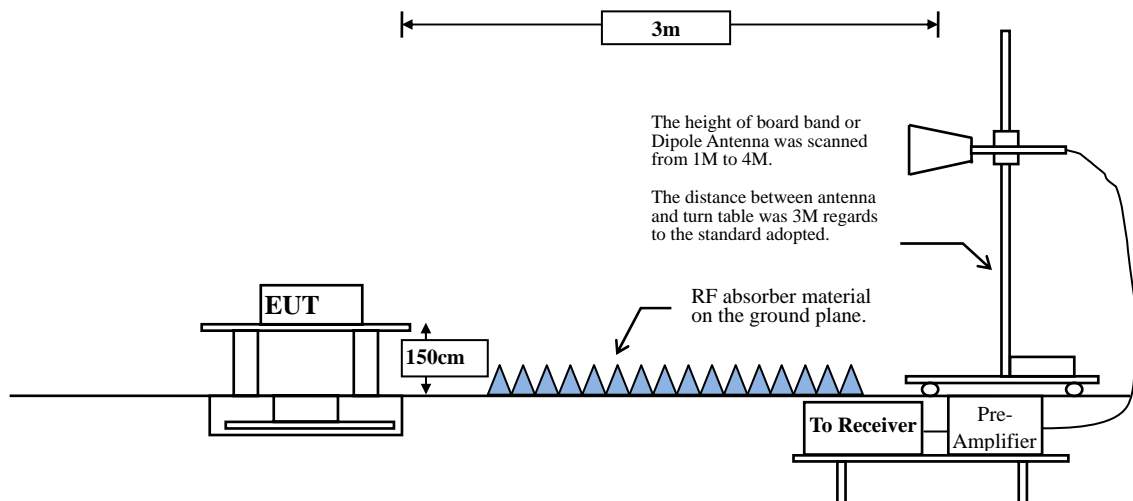 3m
The height of board band or
Dipole Antenna was scanned
from 1M to 4M.
The distance between antenna
and turn table was 3M regards
to the standard adopted.
EUT
RF absorber material
on the ground plane.
150cm
To Receiver
Pre-
Amplifier